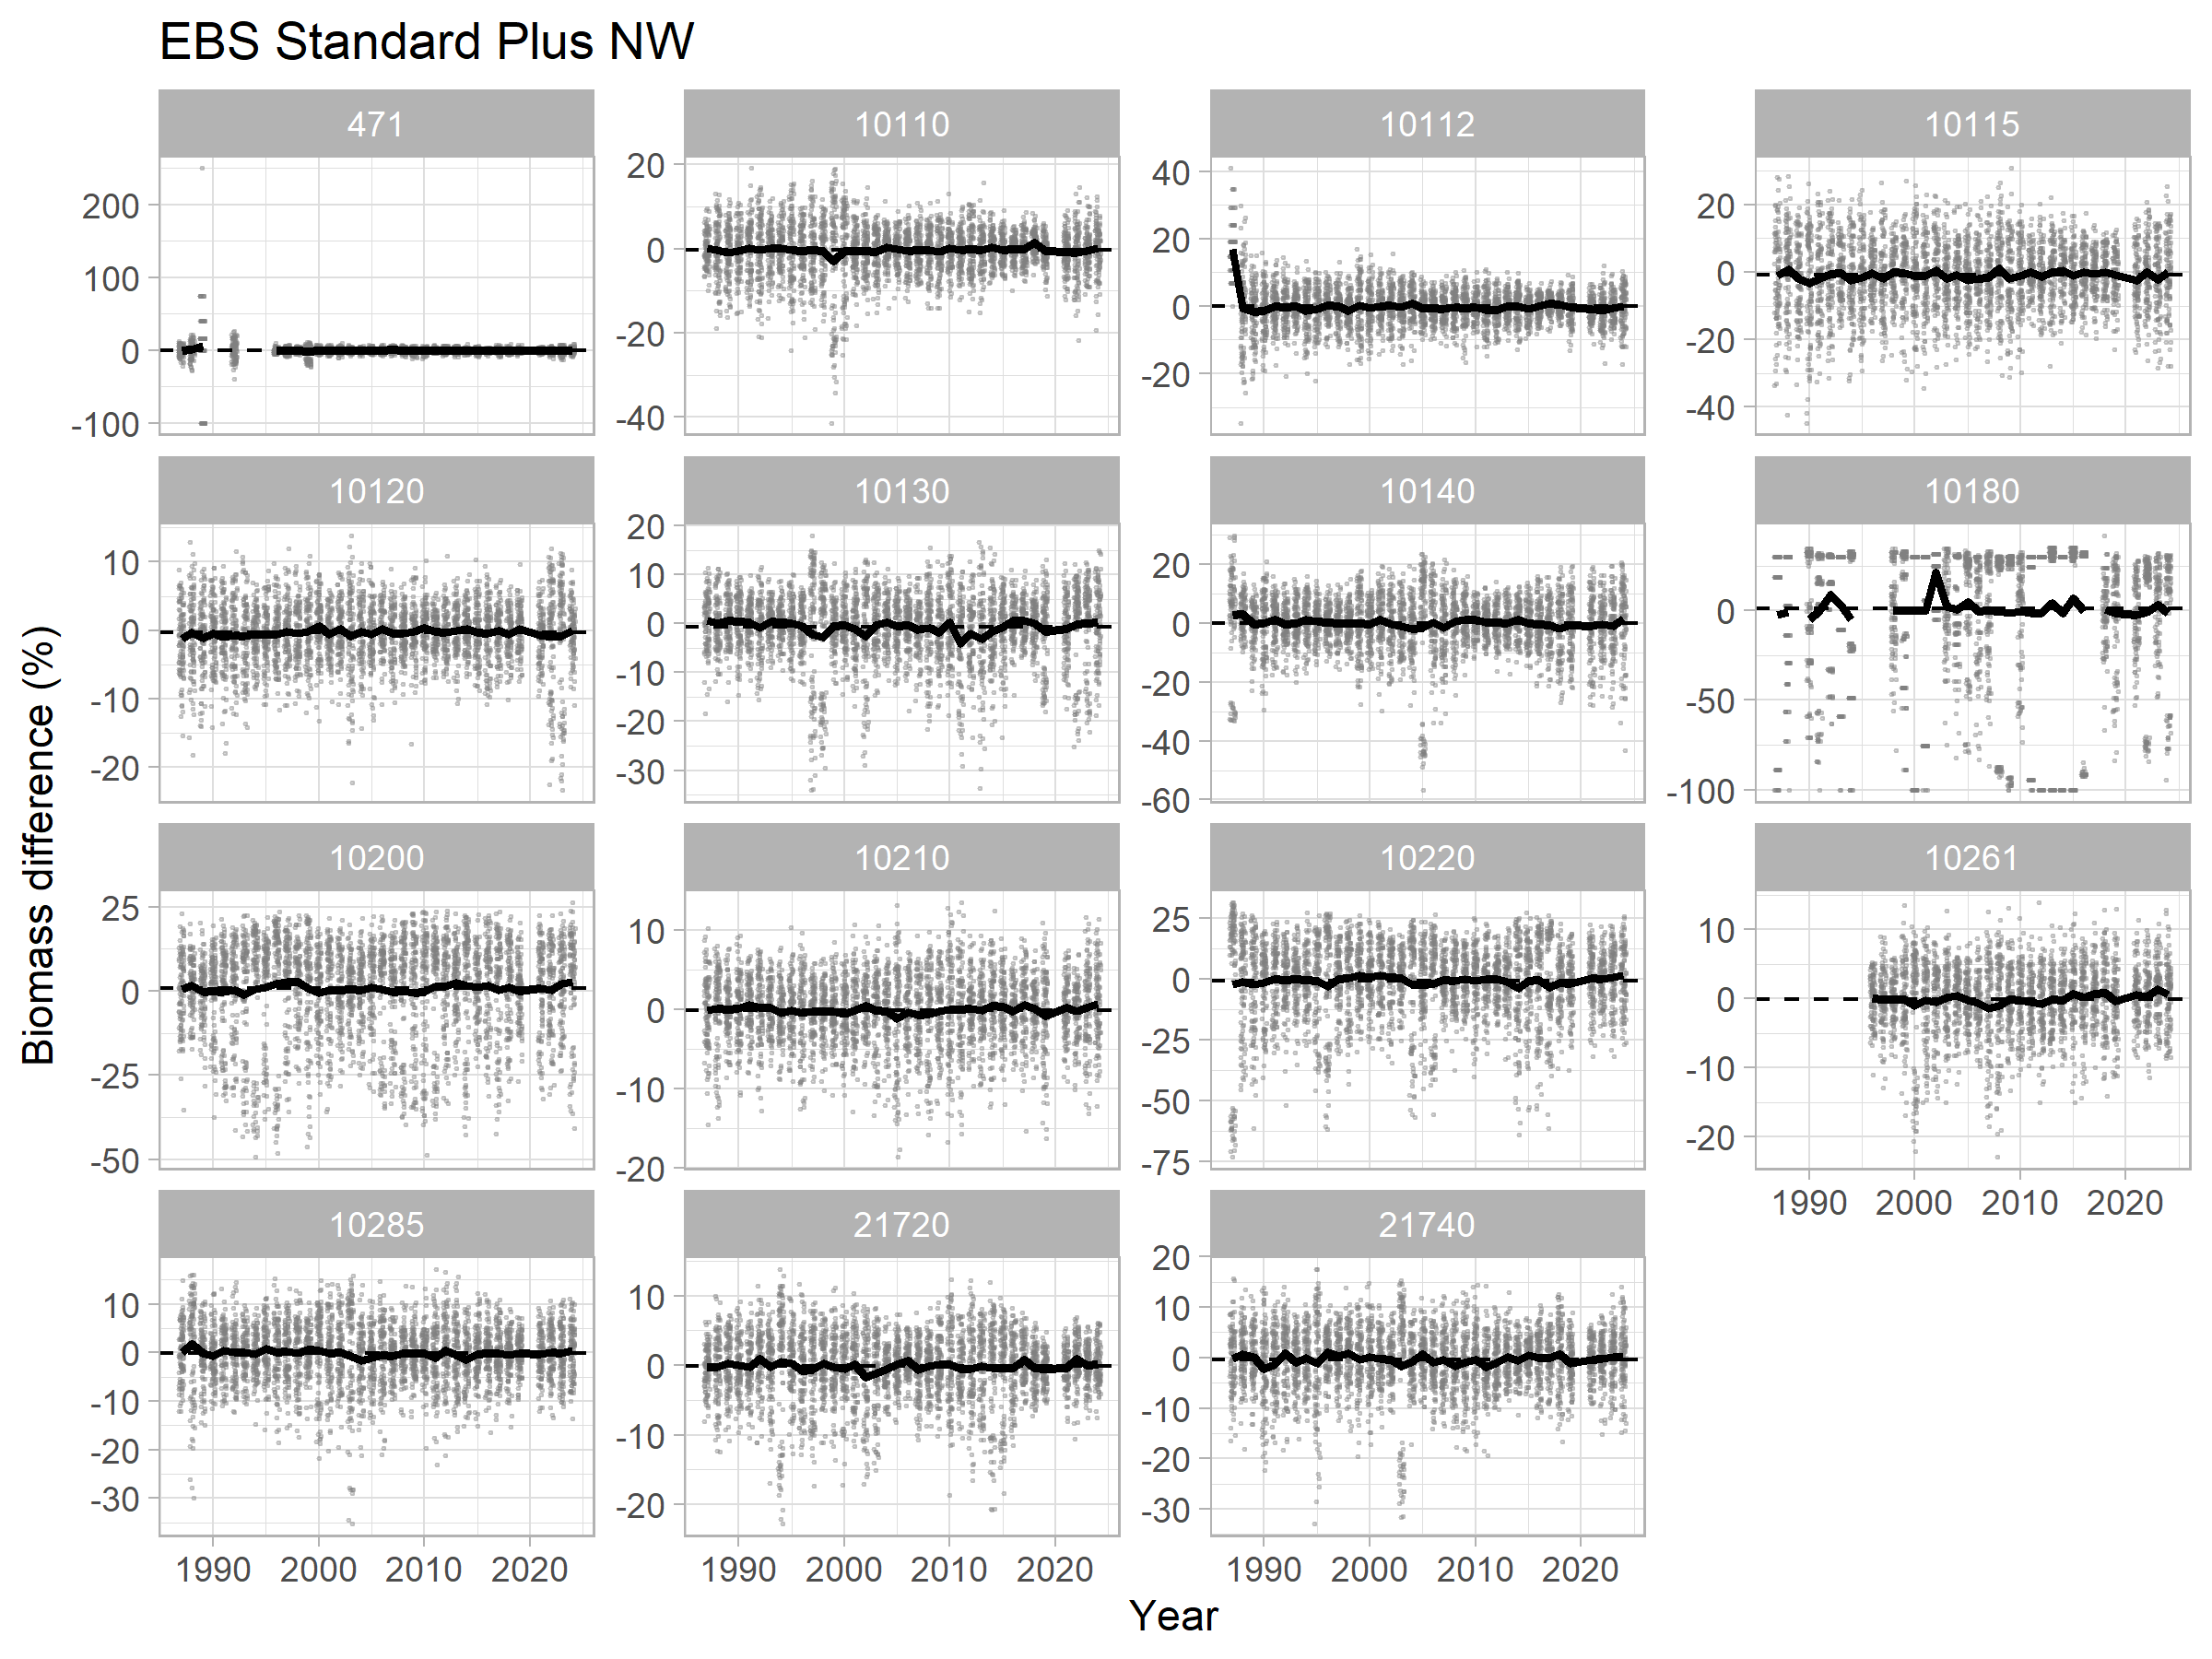 EBS Standard Plus NW
471 10110 10112 10115
200 100 0 -100
20 0 -20 -40
40 20 0 -20
20 0 -20 -40
10120 10130 10140 10180
10 0 -10 -20
20 10 0 -10 -20 -30
20 0 -20 -40 -60
0 -50 -100
Biomass difference (%)
10200 10210 10220 10261
25 0 -25 -50
10 0 -10 -20
25 0 -25 -50 -75
10 0 -10 -20
1990 2000 2010 2020
10285 21720 21740
10 0 -10 -20 -30
10 0 -10 -20
20 10 0 -10 -20 -30
1990 2000 2010 2020 1990 2000 2010 2020 1990 2000 2010 2020
Year